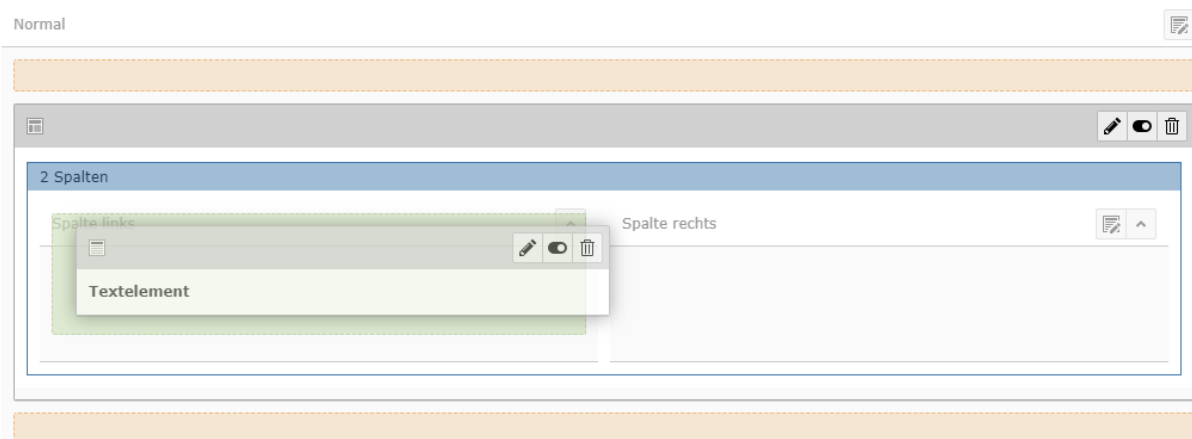 Normal
2 Spalten
Spalte links
Spalte rechts
Textelement